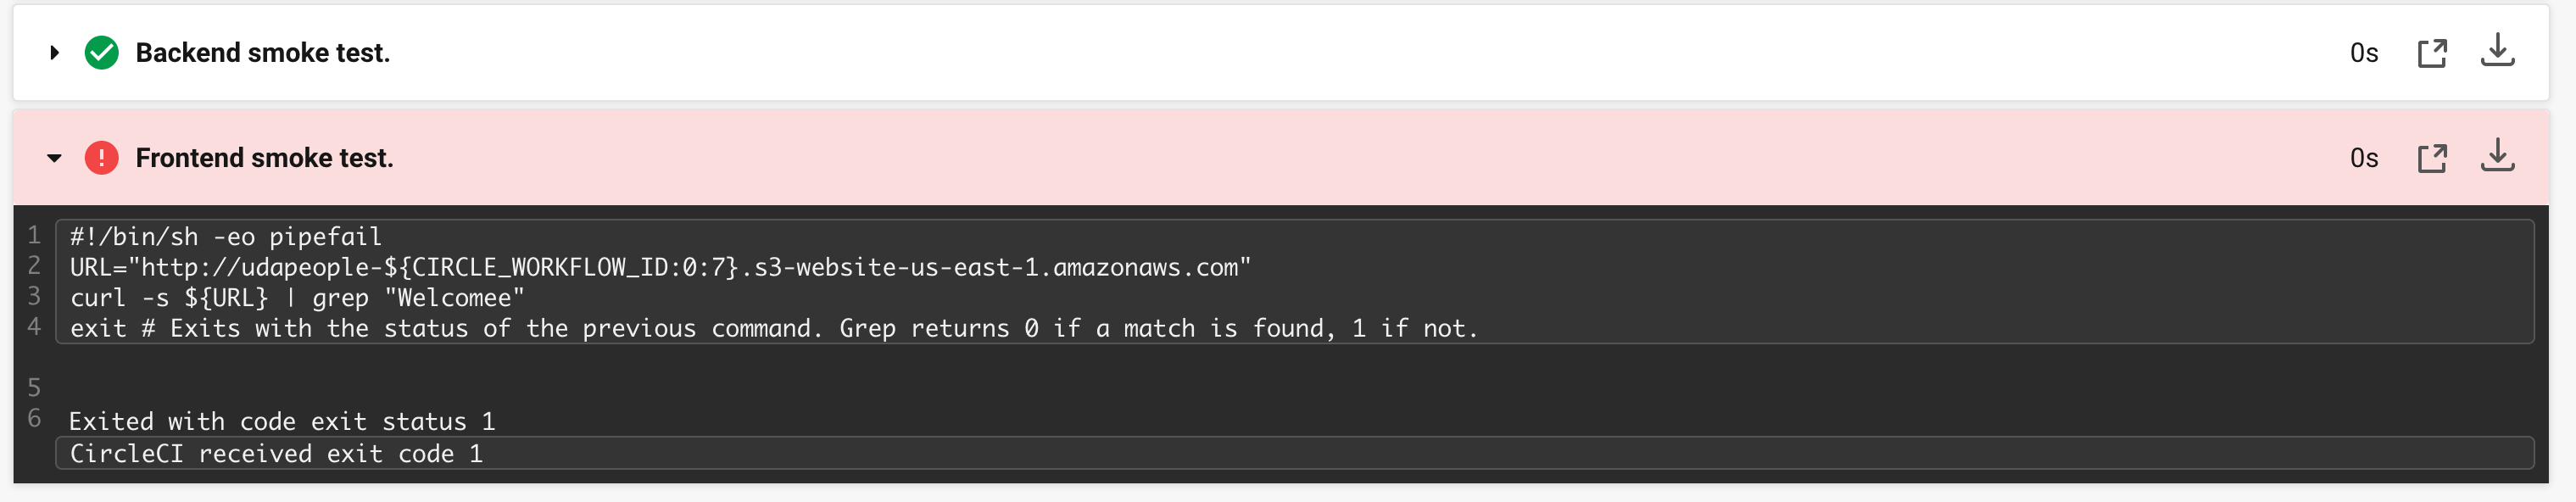 Backend smoke test. 0s
Frontend smoke test. 0s
1 #!/bin/sh -eo pipefail
2 URL="http://udapeople-${CIRCLE_WORKFLOW_ID:0:7}.s3-website-us-east-1.amazonaws.com"
3 curl -s ${URL} | grep "Welcomee"
4 exit # Exits with the status of the previous command. Grep returns 0 if a match is found, 1 if not.
5
6 Exited with code exit status 1
CircleCI received exit code 1